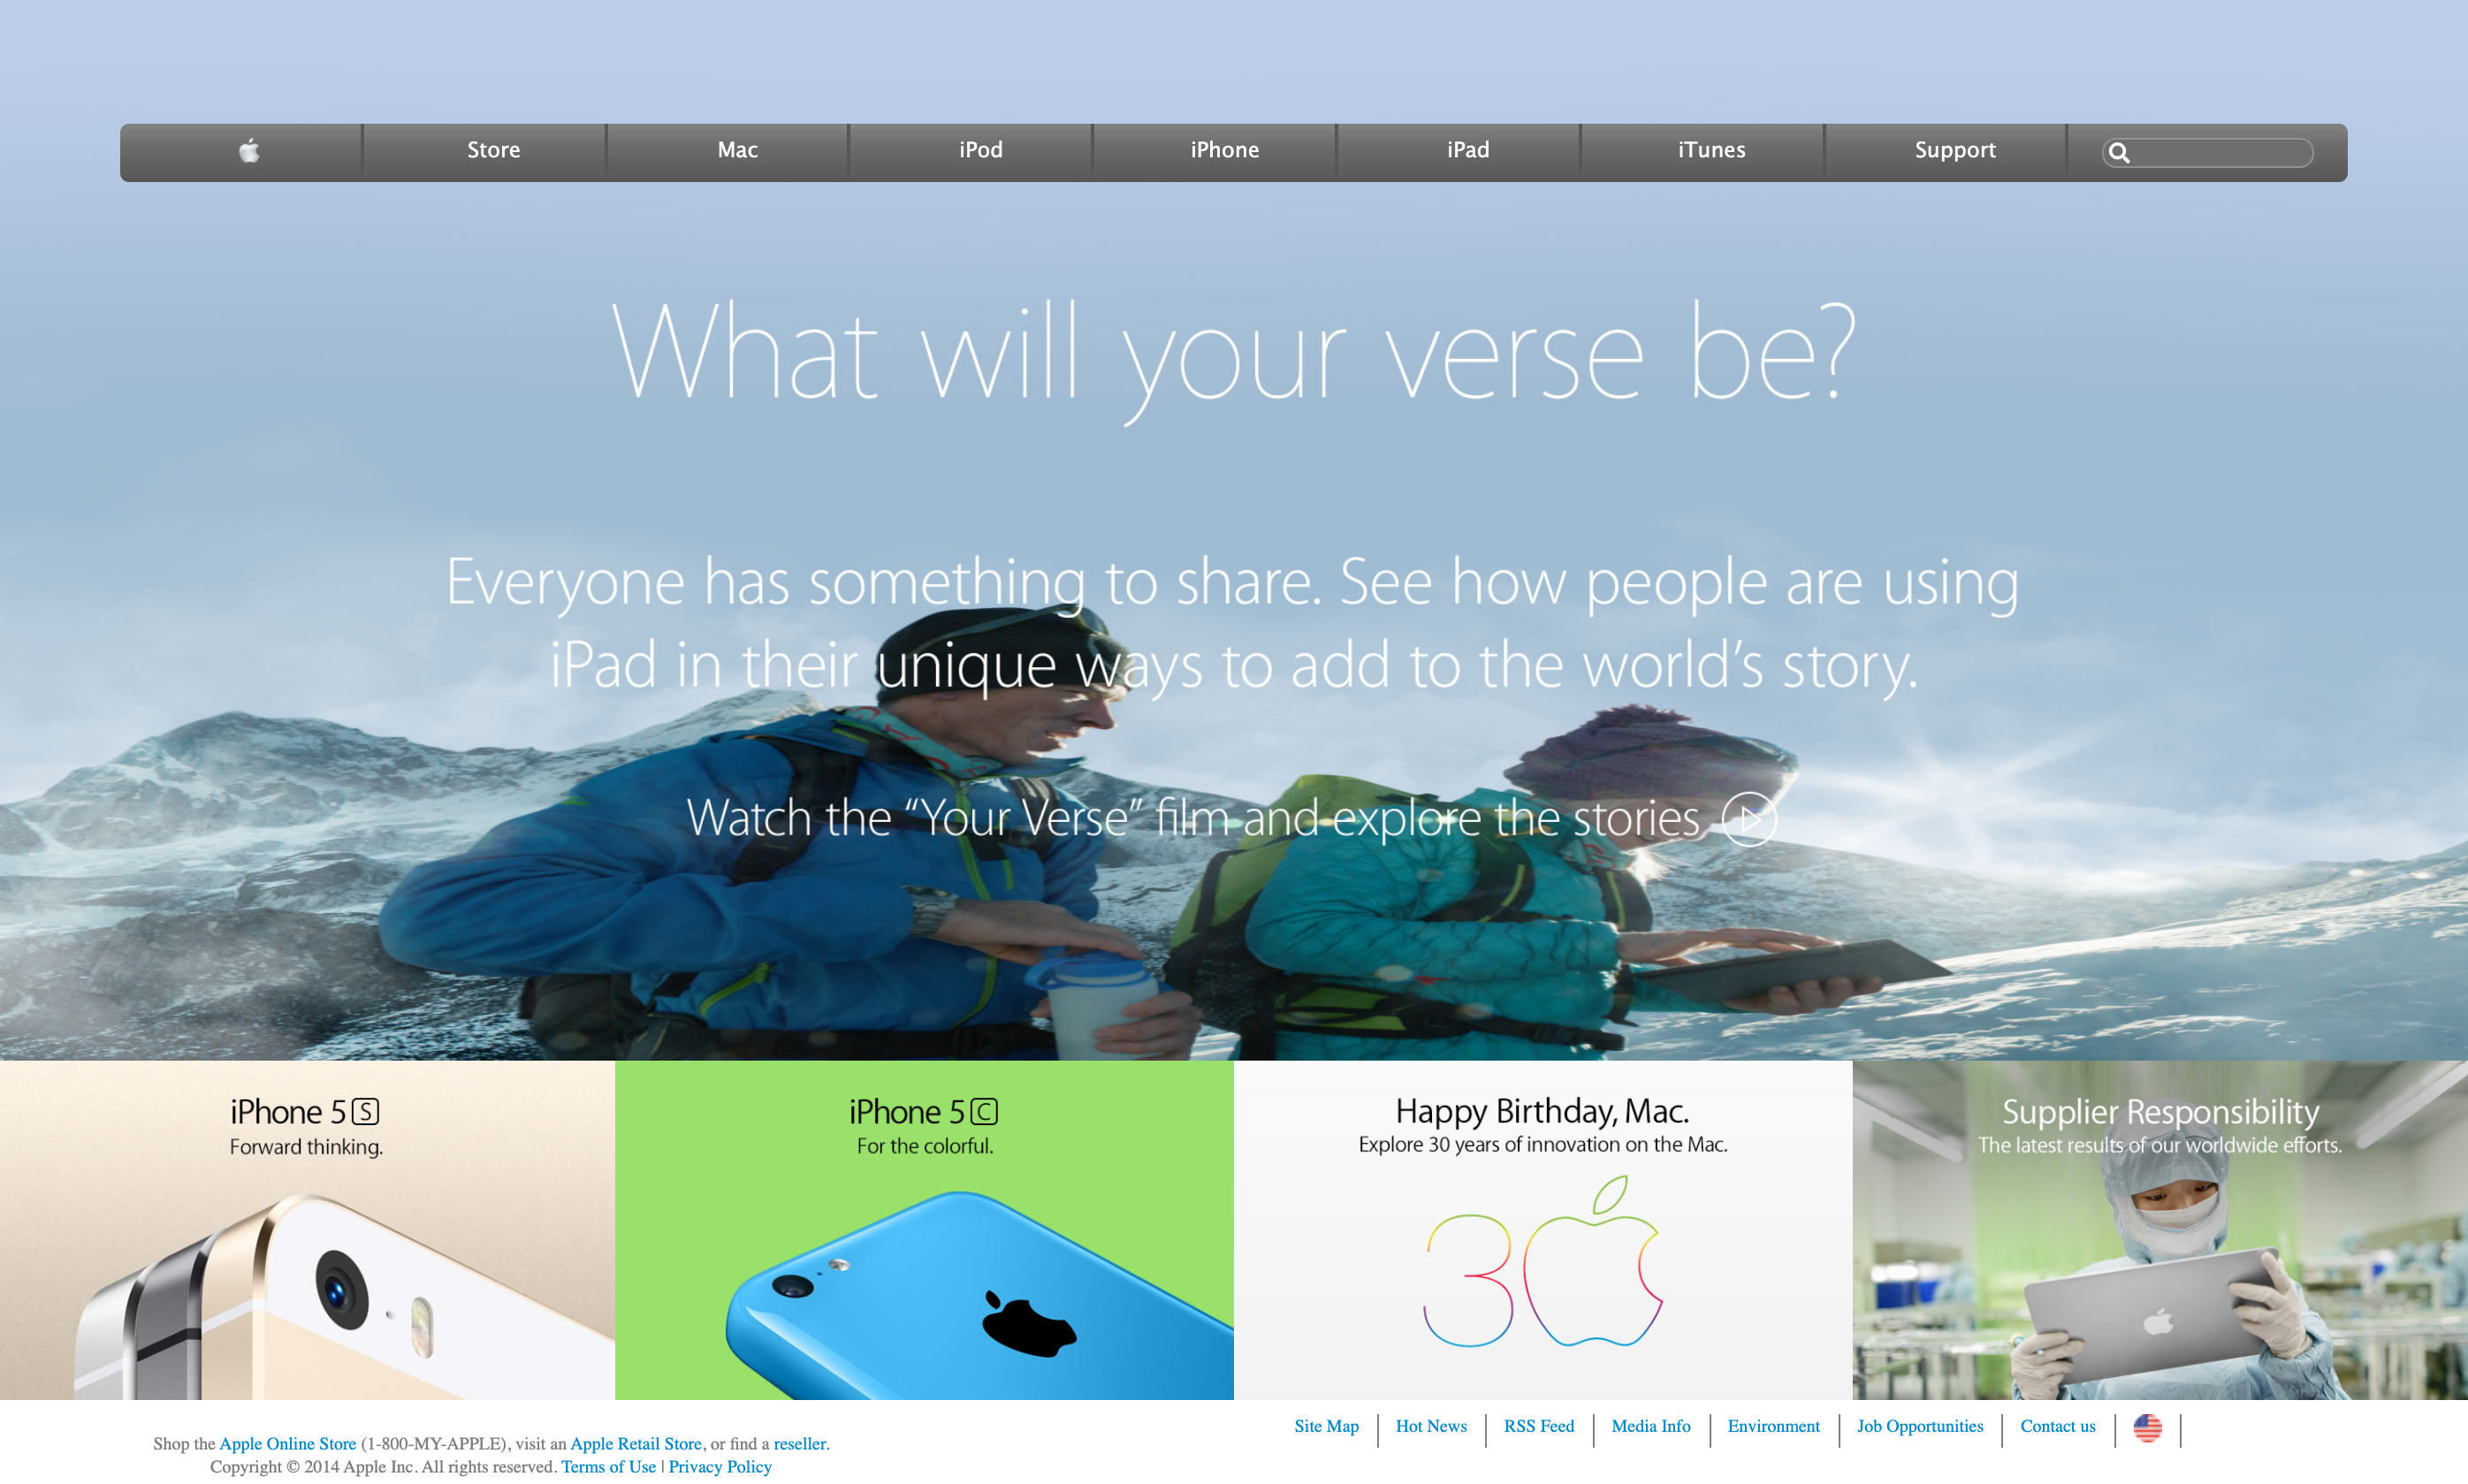 Store Mac iPod iPhone iPad iTunes Support
What will your verse be?
Everyone has something to share. See how people are using
iPad in their unique ways to add to the world’s story.
Watch the “Your Verse” film and explore the stories
iPhone 5S
Forward thinking.
iPhone 5C
For the colorful.
Happy Birthday, Mac.
Explore 30 years of innovation on the Mac.
30
Supplier Responsibility
The latest results of our worldwide efforts.
Shop the Apple Online Store (1-800-MY-APPLE), visit an Apple Retail Store, or find a reseller.
Copyright © 2014 Apple Inc. All rights reserved. Terms of Use | Privacy Policy
Site Map | Hot News | RSS Feed | Media Info | Environment | Job Opportunities | Contact us